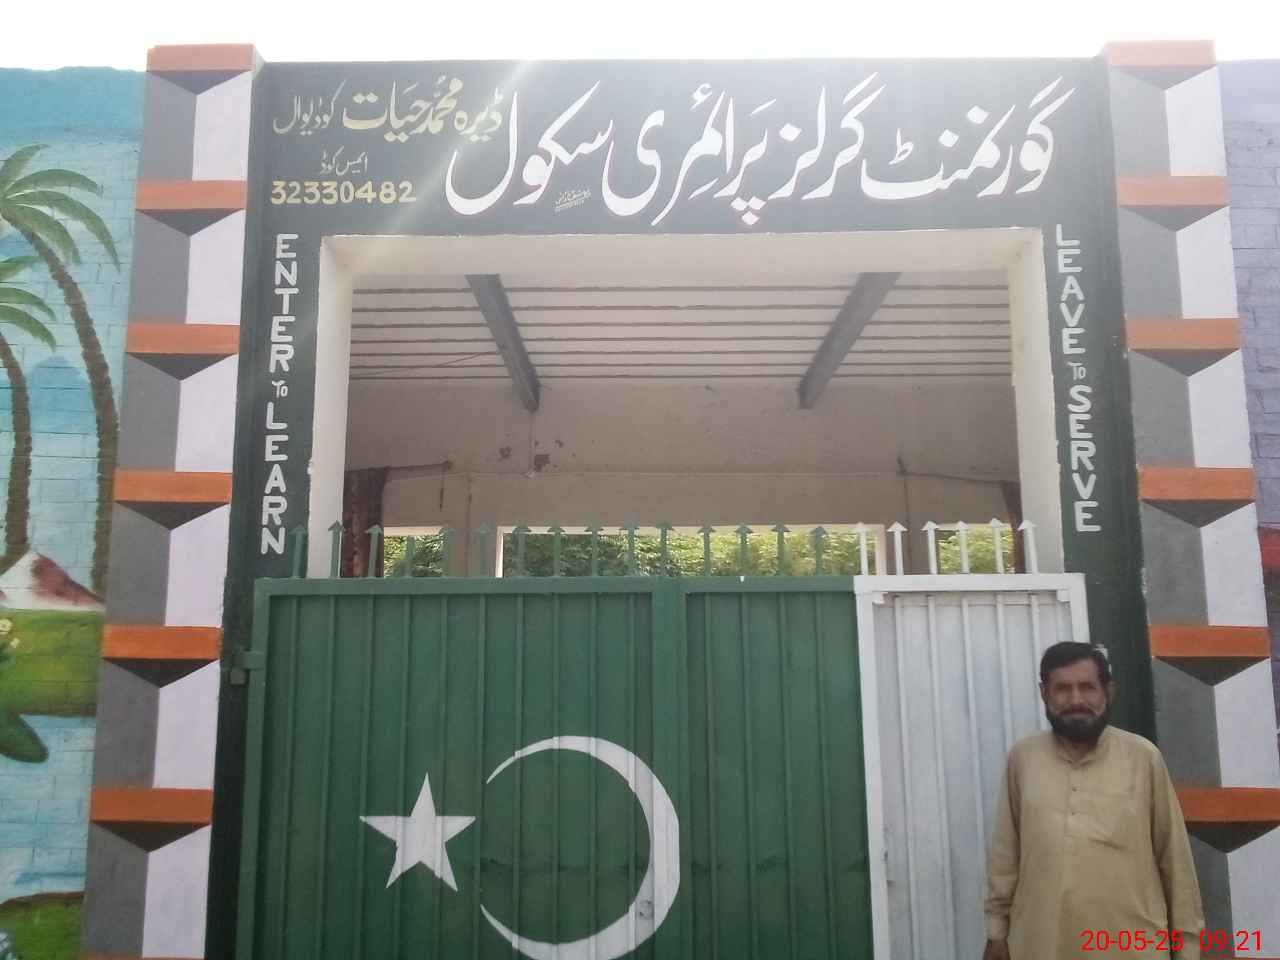 گورنمنٹ گرلز پرائمری سکول
ڈیرہ محمد حیات کوڈیوال
ایمس کوڈ
32330482
ENTER TO LEARN
LEAVE TO SERVE
20-05-25 09:21